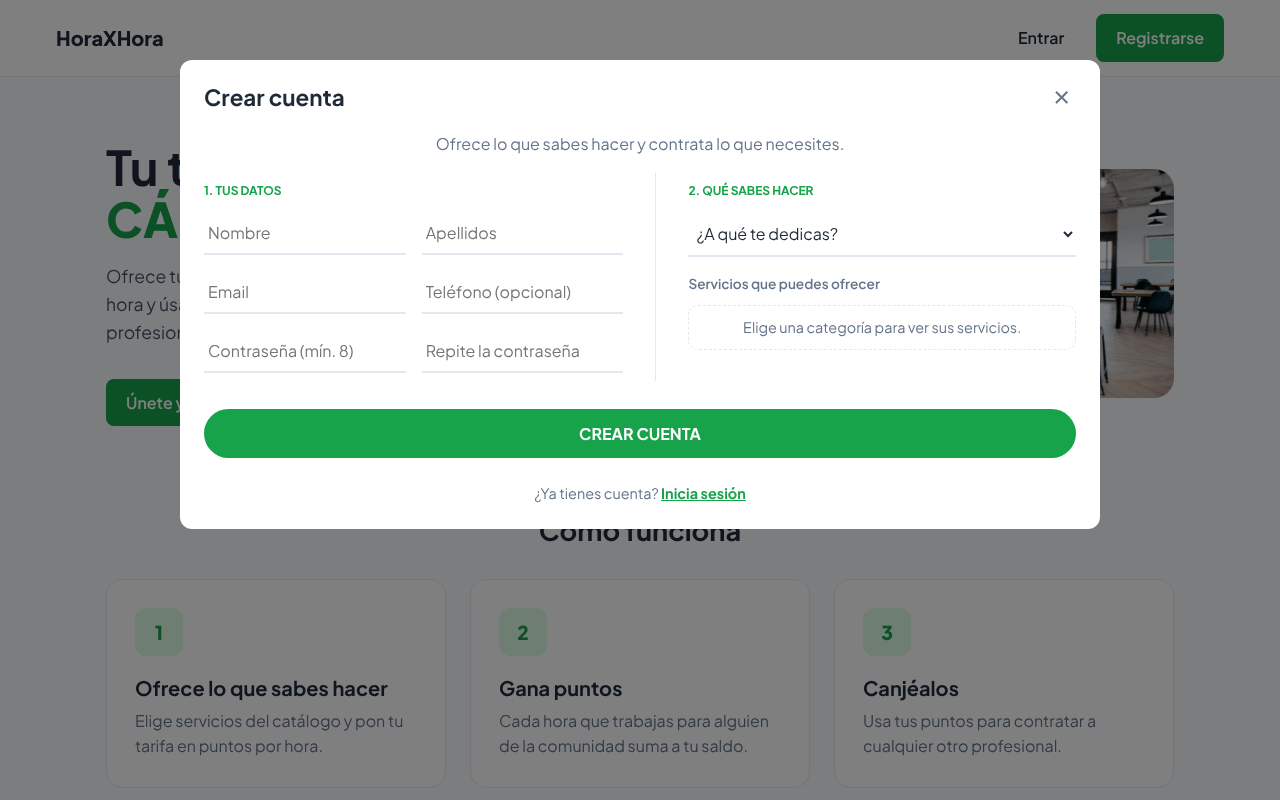 HoraXHora
Entrar
Registrarse
Crear cuenta
Ofrece lo que sabes hacer y contrata lo que necesites.
1. TUS DATOS
Nombre
Apellidos
Email
Teléfono (opcional)
Contraseña (mín. 8)
Repite la contraseña
2. QUÉ SABES HACER
¿A qué te dedicas?
Servicios que puedes ofrecer
Elige una categoría para ver sus servicios.
CREAR CUENTA
¿Ya tienes cuenta? Inicia sesión
Tu
Ofrece
hora y
Únete
Cómo funciona
1
Ofrece lo que sabes hacer
Elige servicios del catálogo y pon tu
tarifa en puntos por hora.
2
Gana puntos
Cada hora que trabajas para alguien
de la comunidad suma a tu saldo.
3
Canjéalos
Usa tus puntos para contratar a
cualquier otro profesional.